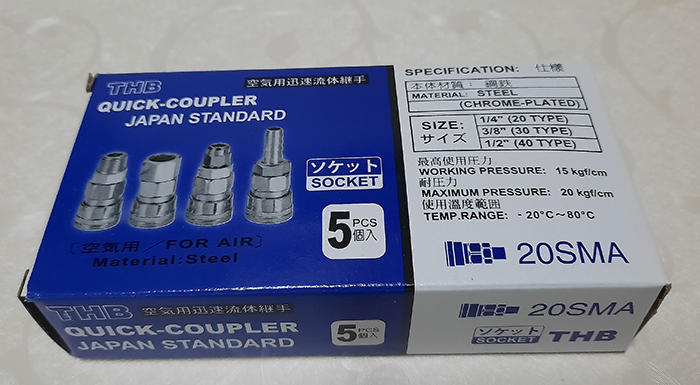 THB 空気用迅速流体継手
QUICK-COUPLER
JAPAN STANDARD
ソケット
SOCKET
5 PCS
個入
〔空気用／FOR AIR〕
Material:Steel
SPECIFICATION: 仕樣
本体材質: 鋼鉄
MATERIAL: STEEL
(CHROME-PLATED)
SIZE:
サイズ
1/4" (20 TYPE)
3/8" (30 TYPE)
1/2" (40 TYPE)
最高使用圧力
WORKING PRESSURE: 15 kgf/cm
耐圧力
MAXIMUM PRESSURE: 20 kgf/cm
使用溫度範囲
TEMP.RANGE: - 20°C~80°C
20SMA
THB 空気用迅速流体継手
QUICK-COUPLER
JAPAN STANDARD
5 PCS
個入
20SMA
ソケット
SOCKET
THB